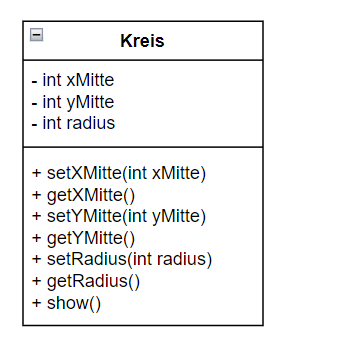 Kreis
- int xMitte
- int yMitte
- int radius
+ setXMitte(int xMitte)
+ getXMitte()
+ setYMitte(int yMitte)
+ getYMitte()
+ setRadius(int radius)
+ getRadius()
+ show()